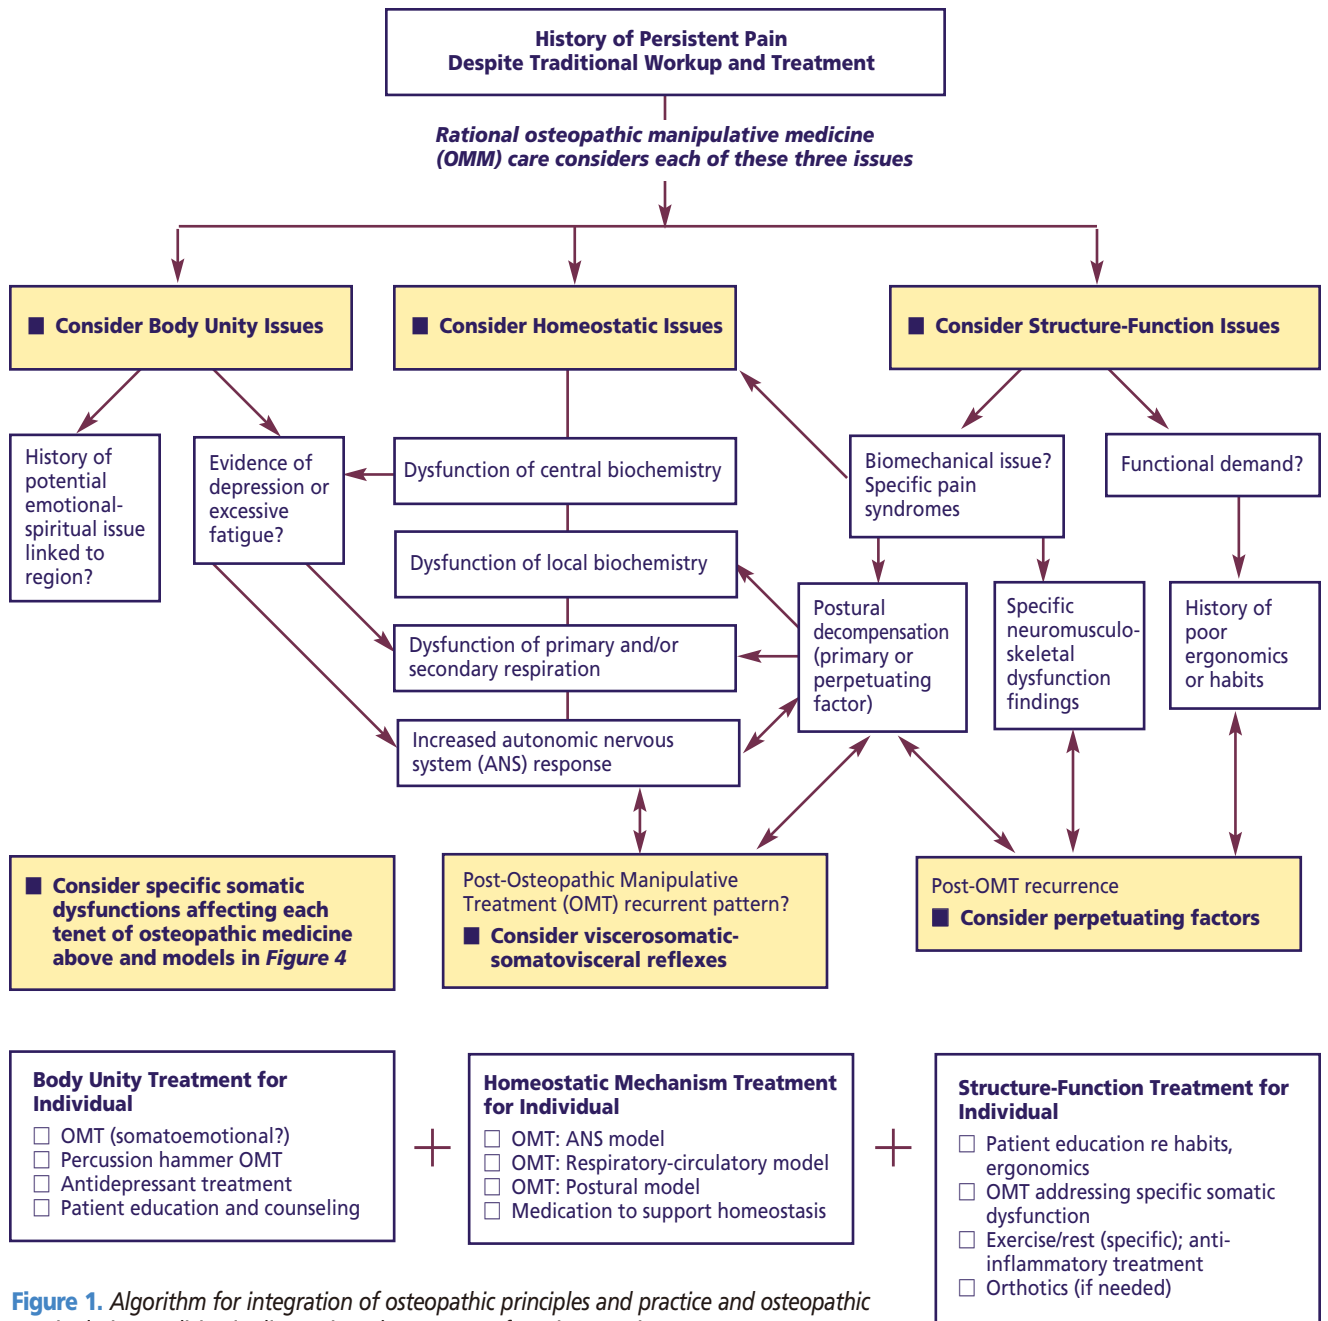 History of Persistent Pain
Despite Traditional Workup and Treatment
Rational osteopathic manipulative medicine
(OMM) care considers each of these three issues
■ Consider Body Unity Issues
■ Consider Homeostatic Issues
■ Consider Structure-Function Issues
History of
potential
emotional-
spiritual issue
linked to
region?
Evidence of
depression or
excessive
fatigue?
Dysfunction of central biochemistry
Dysfunction of local biochemistry
Dysfunction of primary and/or
secondary respiration
Increased autonomic nervous
system (ANS) response
Biomechanical issue?
Specific pain
syndromes
Functional demand?
Postural
decompensation
(primary or
perpetuating
factor)
Specific
neuromusculo-
skeletal
dysfunction
findings
History of
poor
ergonomics
or habits
■ Consider specific somatic
dysfunctions affecting each
tenet of osteopathic medicine
above and models in Figure 4
Post-Osteopathic Manipulative
Treatment (OMT) recurrent pattern?
■ Consider viscerosomatic-
somatovisceral reflexes
Post-OMT recurrence
■ Consider perpetuating factors
Body Unity Treatment for
Individual
□ OMT (somatoemotional?)
□ Percussion hammer OMT
□ Antidepressant treatment
□ Patient education and counseling
+
Homeostatic Mechanism Treatment
for Individual
□ OMT: ANS model
□ OMT: Respiratory-circulatory model
□ OMT: Postural model
□ Medication to support homeostasis
+
Structure-Function Treatment for
Individual
□ Patient education re habits,
ergonomics
□ OMT addressing specific somatic
dysfunction
□ Exercise/rest (specific); anti-
inflammatory treatment
□ Orthotics (if needed)
Figure 1. Algorithm for integration of osteopathic principles and practice and osteopathic